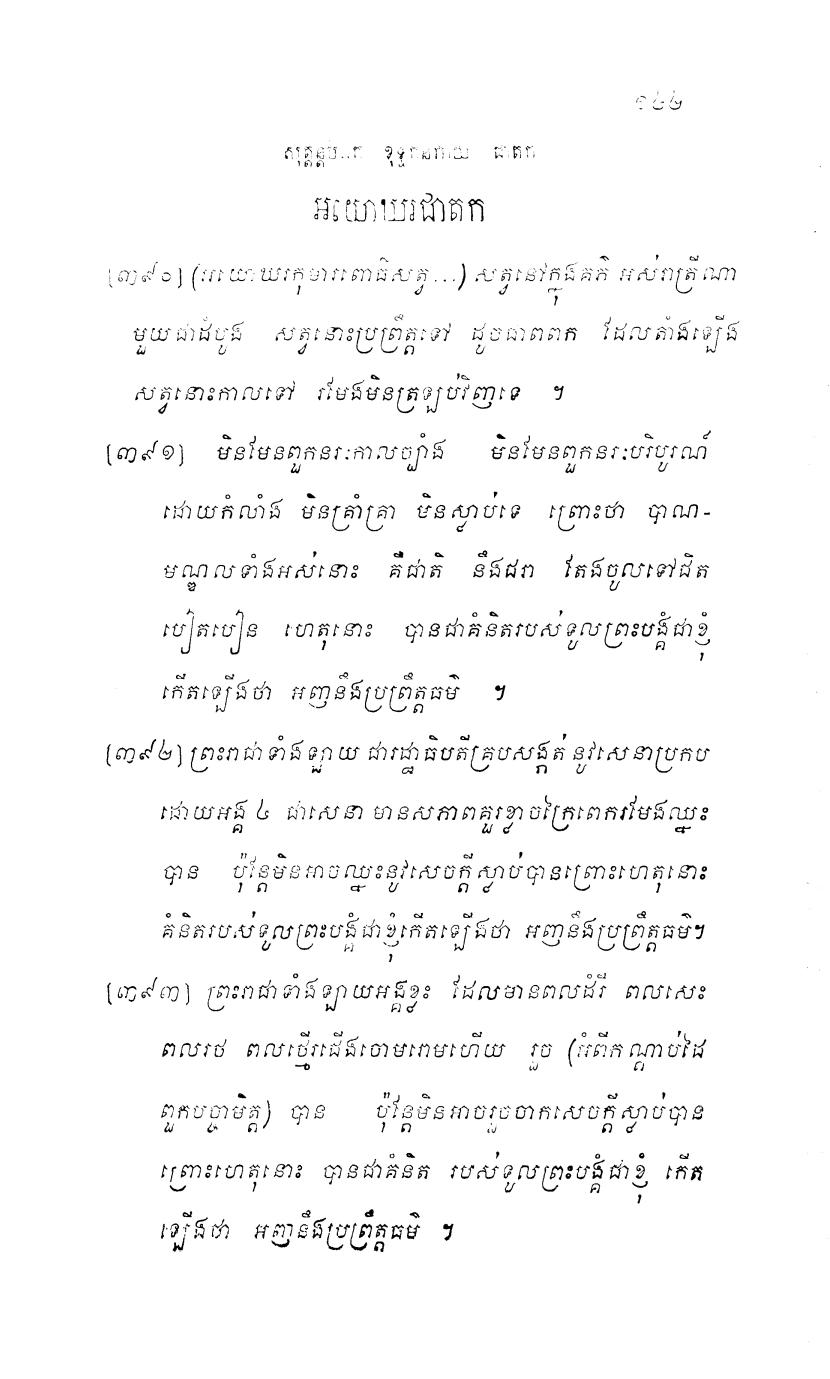 ១៤៤
សុត្តន្តបិដក ខុទ្ទកនិកាយ ជាតក
អយោឃរជាតក
[៣៩០] (អយោឃរកុមារពោធិសត្វ...) សត្វនៅក្នុងគភ៌ អស់រាត្រីណា
មួយជាដំបូង សត្វនោះប្រព្រឹត្តទៅ ដូចជាពពក ដែលតាំងឡើង
សត្វនោះកាលទៅ រមែងមិនត្រឡប់វិញទេ ។
[៣៩១] មិនមែនពួកនរៈកាលច្បាំង មិនមែនពួកនរៈបរិបូរណ៍
ដោយកំលាំង មិនគ្រាំគ្រា មិនស្លាប់ទេ ព្រោះថា បាណ-
មណ្ឌលទាំងអស់នោះ គឺជាតិ នឹងជរា តែងចូលទៅជិត
បៀតបៀន ហេតុនោះ បានជាគំនិតរបស់ទូលព្រះបង្គំជាខ្ញុំ
កើតឡើងថា អញនឹងប្រព្រឹត្តធម៌ ។
[៣៩២] ព្រះរាជាទាំងឡាយ ជារដ្ឋាធិបតីគ្របសង្កត់ នូវសេនាប្រកប
ដោយអង្គ ៤ ជាសេនា មានសភាពគួរខ្លាចក្រៃពេករមែងឈ្នះ
បាន ប៉ុន្តែមិនអាចឈ្នះនូវសេចក្តីស្លាប់បានព្រោះហេតុនោះ
គំនិតរបស់ទូលព្រះបង្គំជាខ្ញុំកើតឡើងថា អញនឹងប្រព្រឹត្តធម៌។
[៣៩៣] ព្រះរាជាទាំងឡាយអង្គខ្លះ ដែលមានពលដំរី ពលសេះ
ពលរថ ពលថ្មើរជើងចោមរោមហើយ រួច (អំពីកណ្តាប់ដៃ
ពួកបច្ចាមិត្ត) បាន ប៉ុន្តែមិនអាចរួចចាកសេចក្តីស្លាប់បាន
ព្រោះហេតុនោះ បានជាគំនិត របស់ទូលព្រះបង្គំជាខ្ញុំ កើត
ឡើងថា អញនឹងប្រព្រឹត្តធម៌ ។